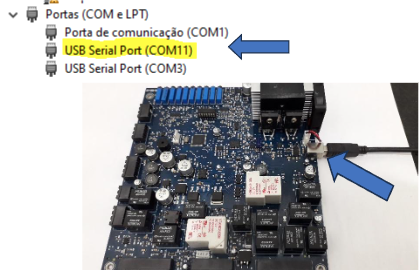 Portas (COM e LPT)
Porta de comunicação (COM1)
USB Serial Port (COM11)
USB Serial Port (COM3)